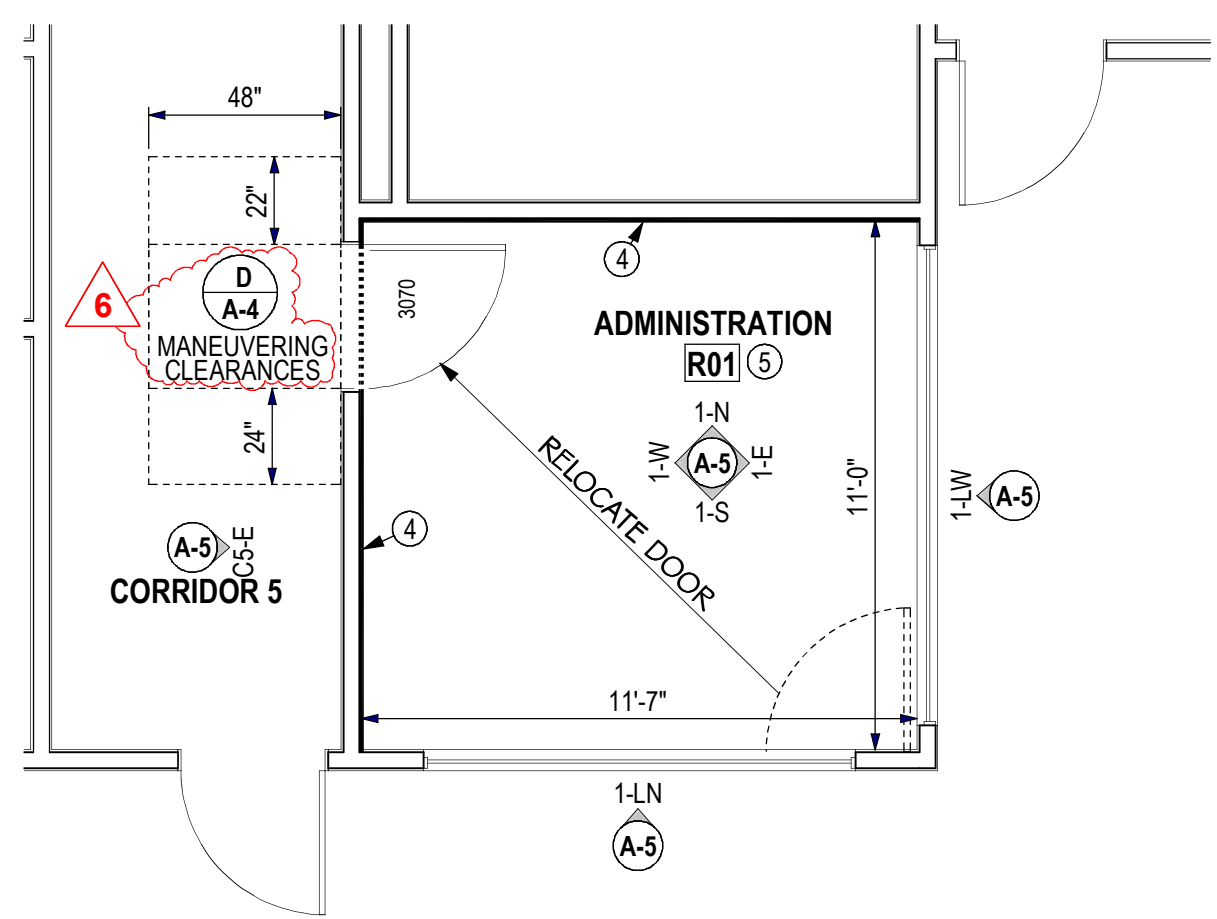 48"
22"
6
D
A-4
MANEUVERING
CLEARANCES
24"
3070
4
ADMINISTRATION
R01 5
1-N
1-W A-5 1-E
1-S
RELOCATE DOOR
11'-0"
1-LW A-5
4
A-5 C5-E
CORRIDOR 5
11'-7"
1-LN
A-5